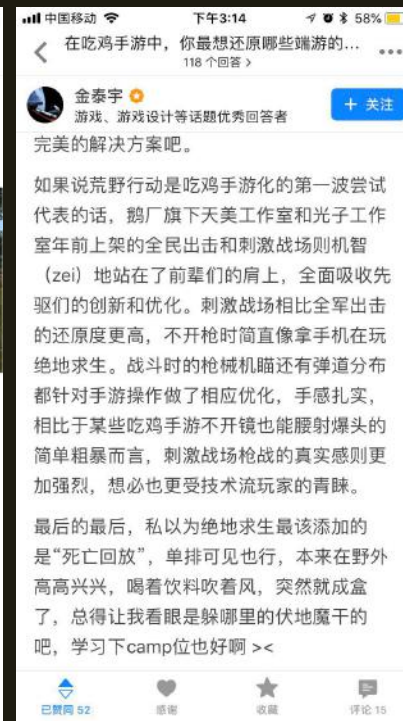 中国移动 下午3:14 58%
在吃鸡手游中，你最想还原哪些端游的...
118 个回答 >
金泰宇
游戏、游戏设计等话题优秀回答者
+ 关注
完美的解决方案吧。
如果说荒野行动是吃鸡手游化的第一波尝试
代表的话，鹅厂旗下天美工作室和光子工作
室年前上架的全民出击和刺激战场则机智
（zei）地站在了前辈们的肩上，全面吸收先
驱们的创新和优化。刺激战场相比全军出击
的还原度更高，不开枪时简直像拿手机在玩
绝地求生。战斗时的枪械机瞄还有弹道分布
都针对手游操作做了相应优化，手感扎实，
相比于某些吃鸡手游不开镜也能腰射爆头的
简单粗暴而言，刺激战场枪战的真实感则更
加强烈，想必也更受技术流玩家的青睐。
最后的最后，私以为绝地求生最该添加的
是“死亡回放”，单排可见也行，本来在野外
高高兴兴，喝着饮料吹着风，突然就成盒
了，总得让我看眼是躲哪里的伏地魔干的
吧，学习下camp位也好啊 ><
已赞同 52 感谢 收藏 评论 15